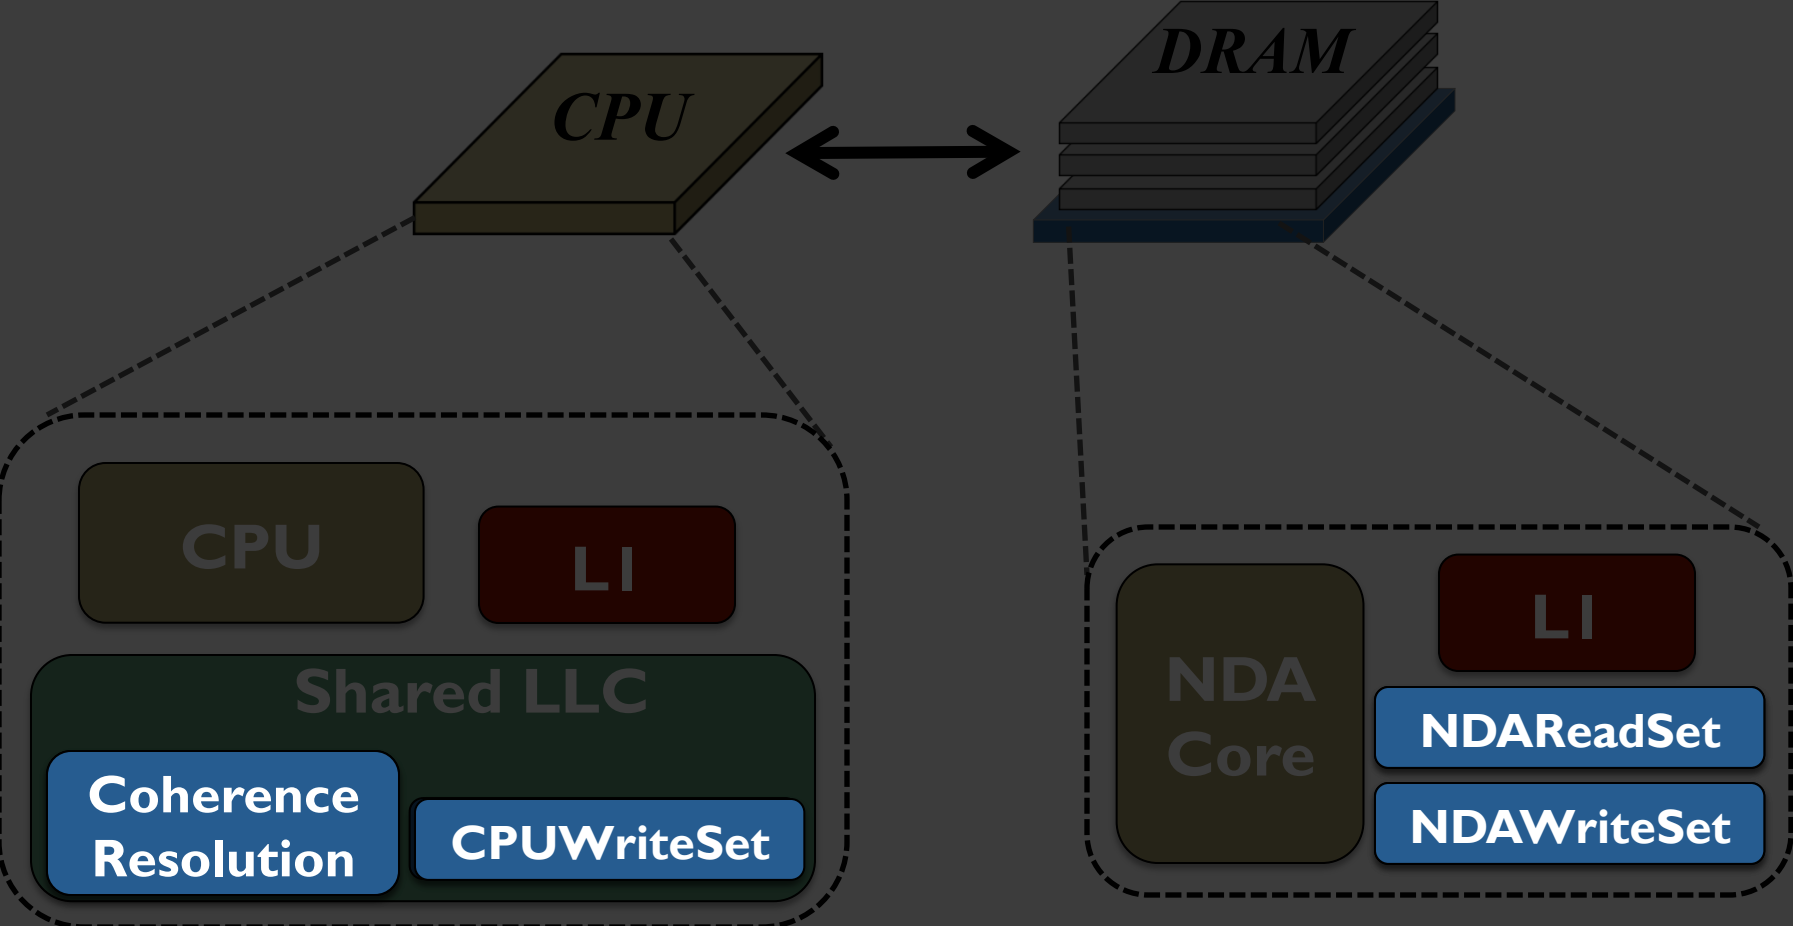 CPU
DRAM
CPU
L1
Shared LLC
Coherence
Resolution
CPUWriteSet
NDA
Core
L1
NDAReadSet
NDAWriteSet